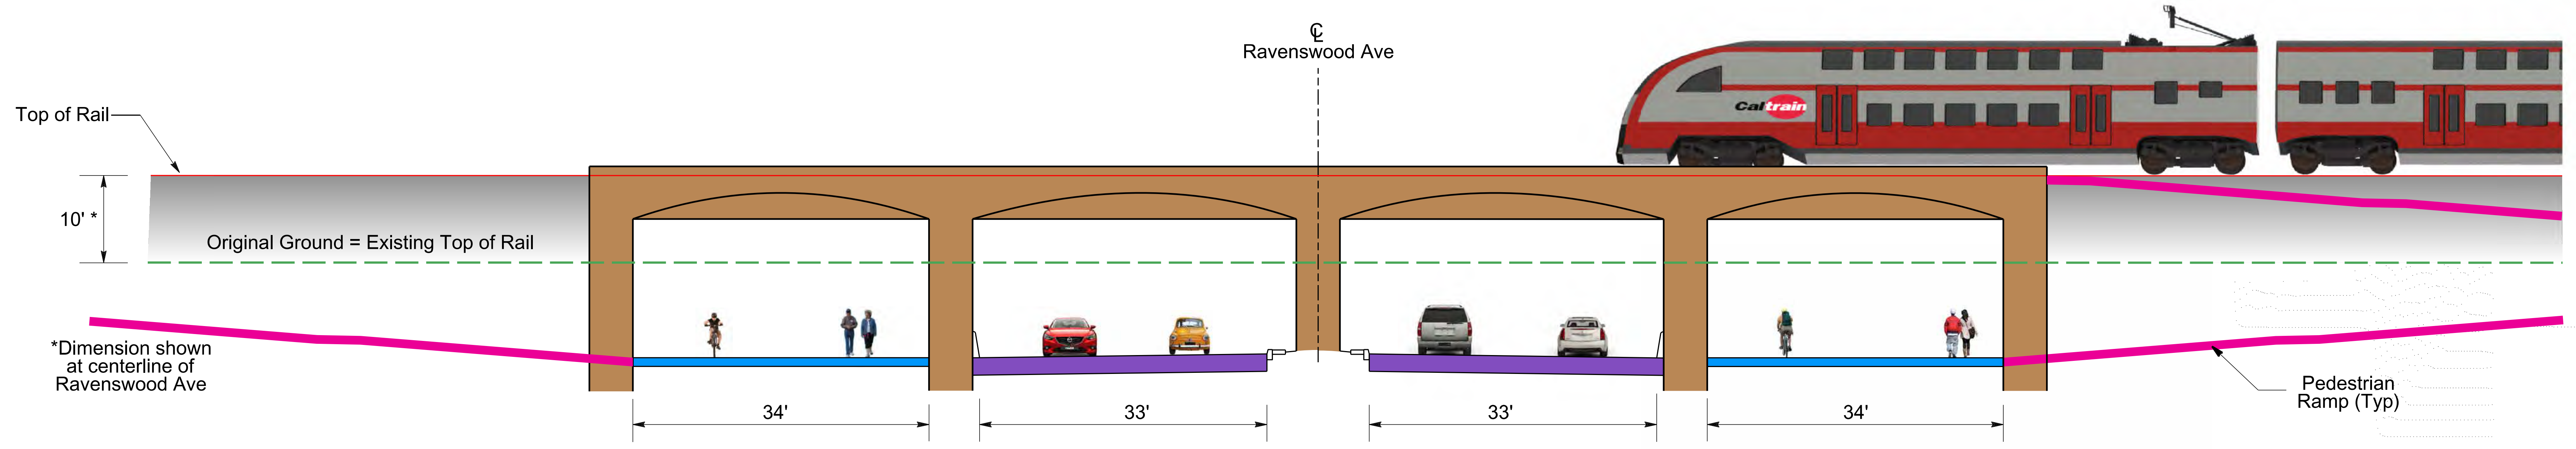 ℄
Ravenswood Ave
Caltrain
Top of Rail
10' *
Original Ground = Existing Top of Rail
*Dimension shown
at centerline of
Ravenswood Ave
34'
33'
33'
34'
Pedestrian
Ramp (Typ)